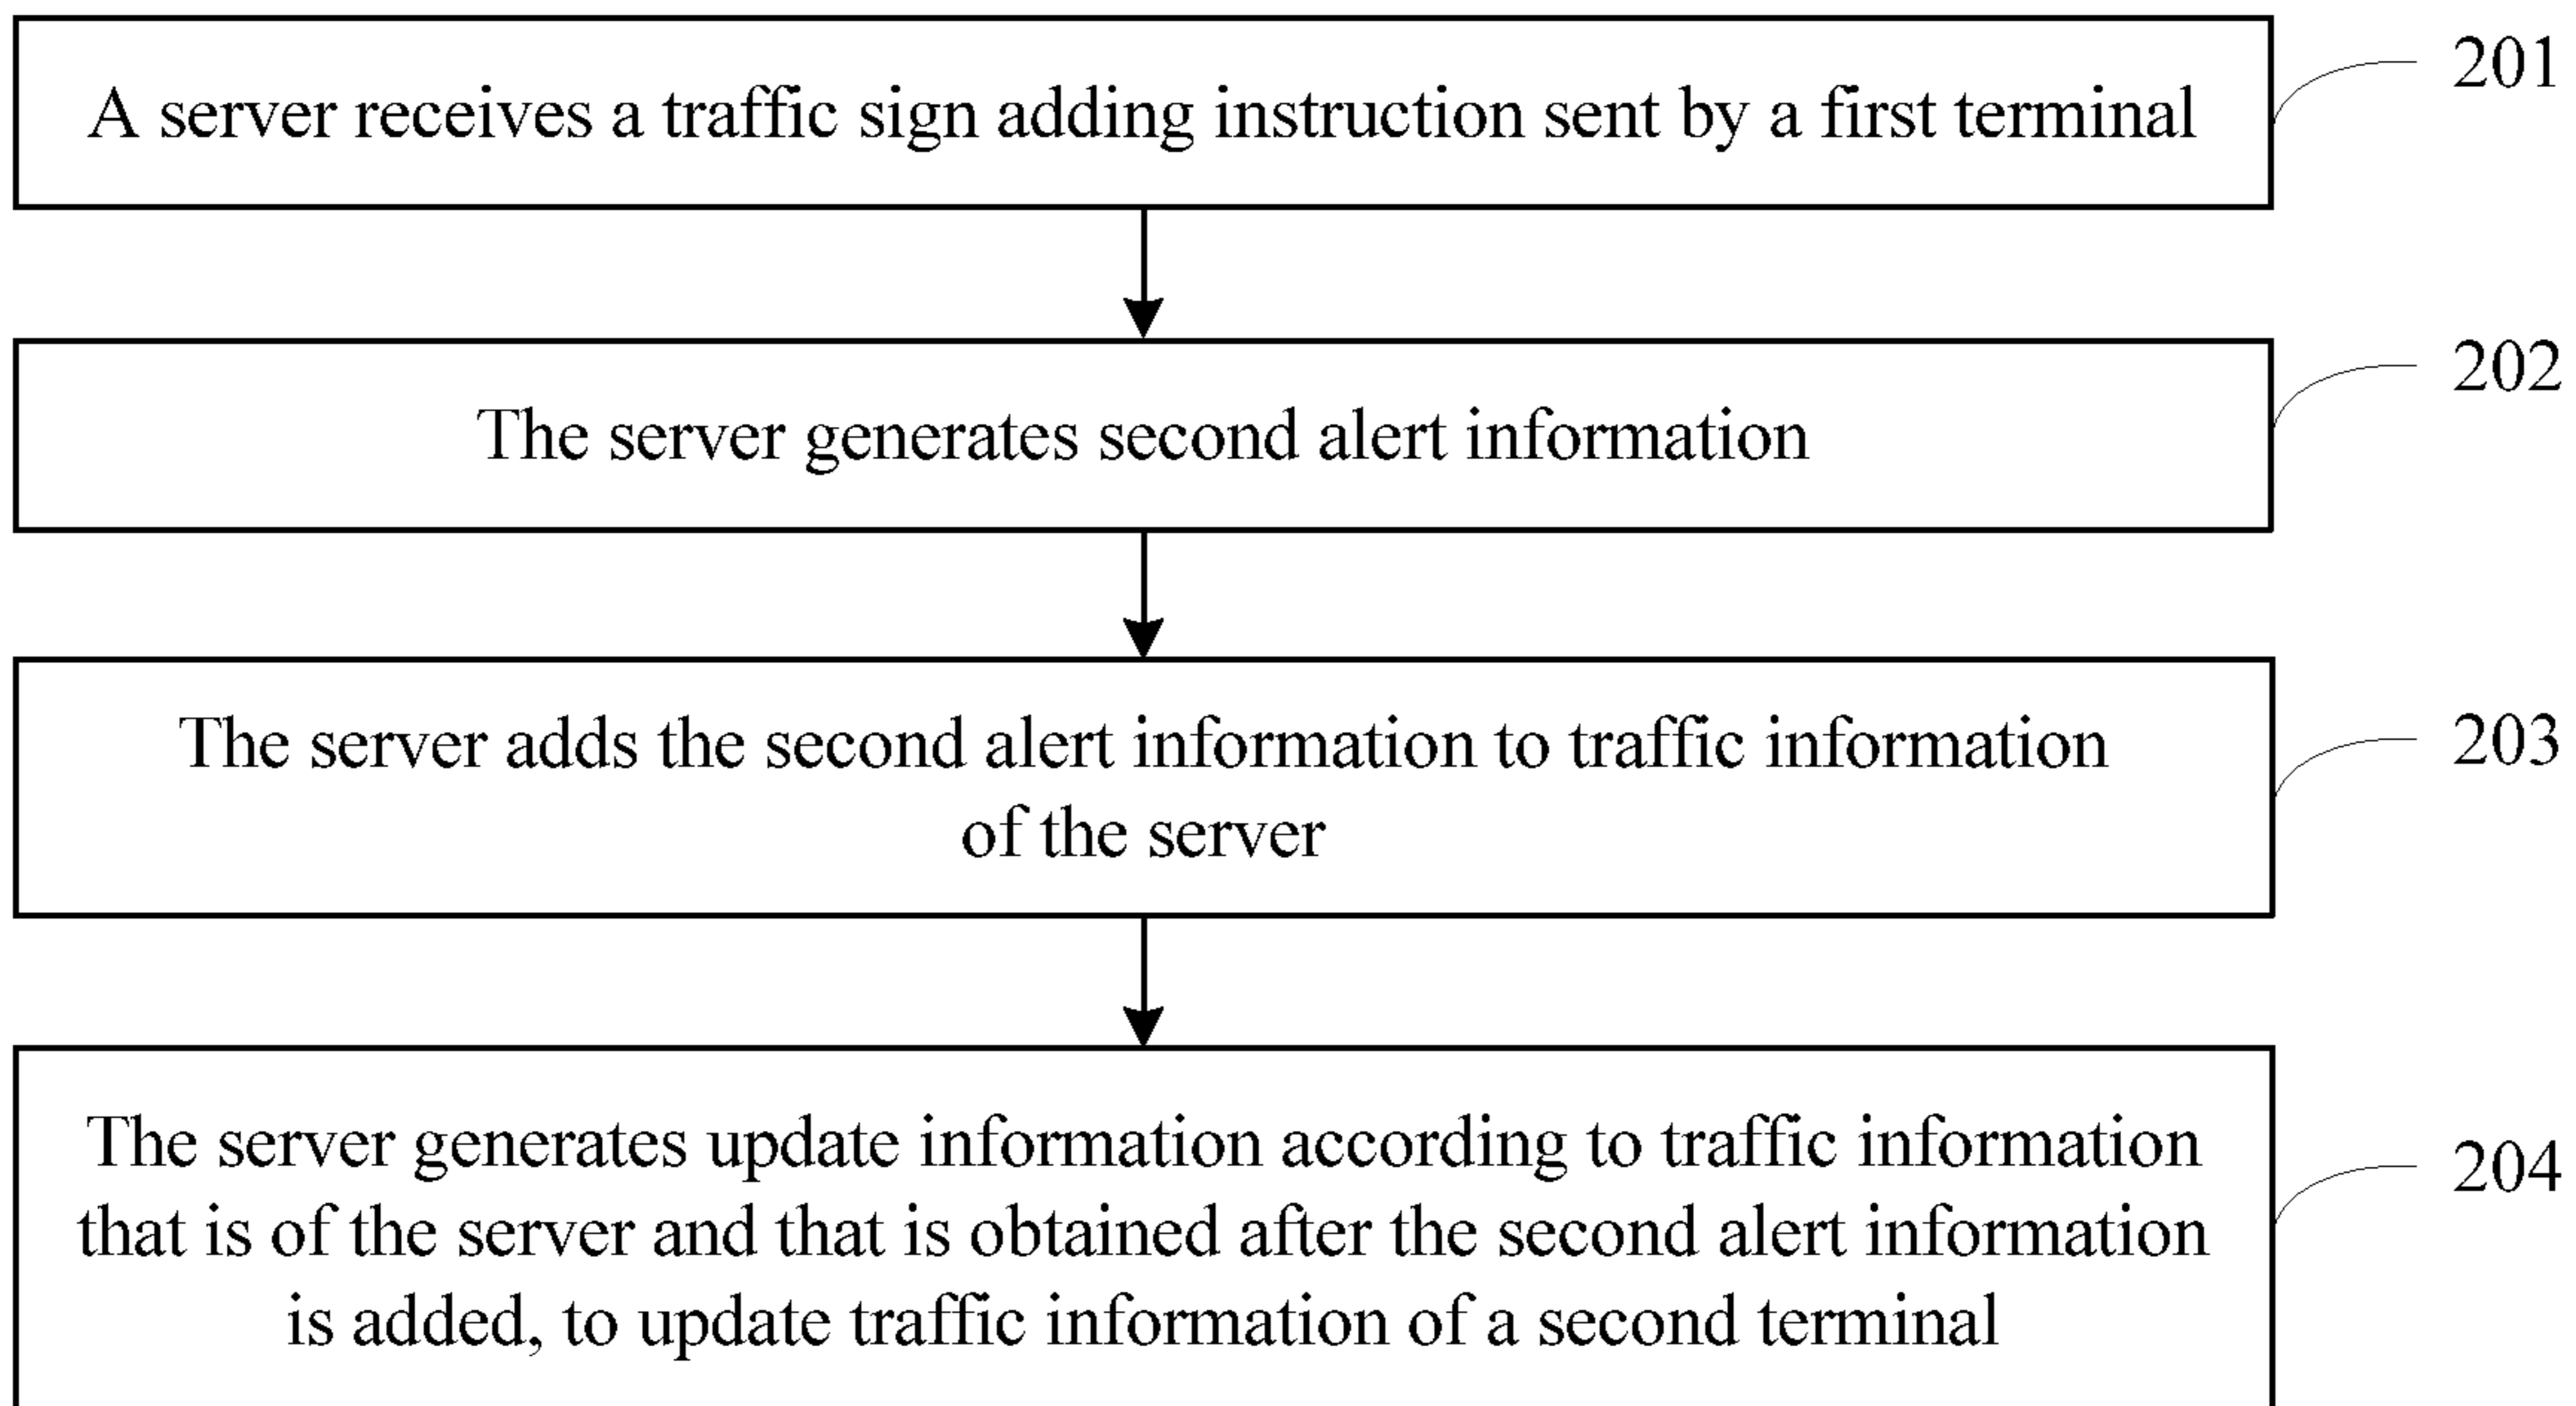 A server receives a traffic sign adding instruction sent by a first terminal
201
The server generates second alert information
202
The server adds the second alert information to traffic information
of the server
203
The server generates update information according to traffic information
that is of the server and that is obtained after the second alert information
is added, to update traffic information of a second terminal
204